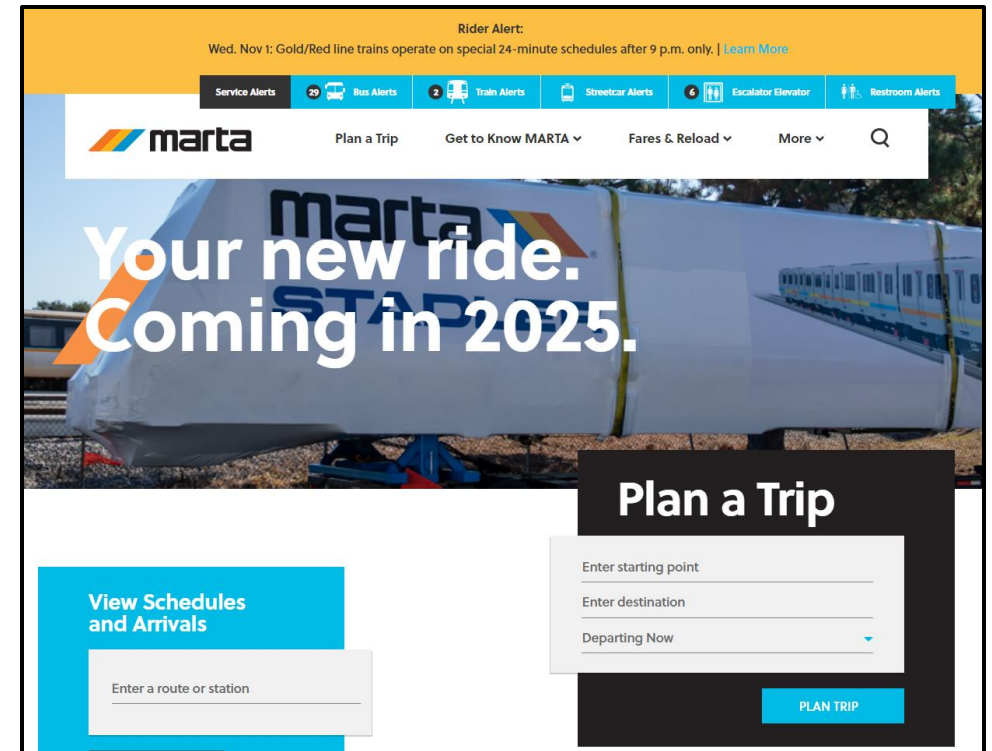 Rider Alert:
Wed. Nov 1: Gold/Red line trains operate on special 24-minute schedules after 9 p.m. only. | Learn More
Service Alerts 29 Bus Alerts 2 Train Alerts Streetcar Alerts 6 Escalator Elevator Restroom Alerts
marta Plan a Trip Get to Know MARTA Fares & Reload More
marta
Your new ride.
Coming in 2025.
Plan a Trip
Enter starting point
Enter destination
Departing Now
PLAN TRIP
View Schedules
and Arrivals
Enter a route or station